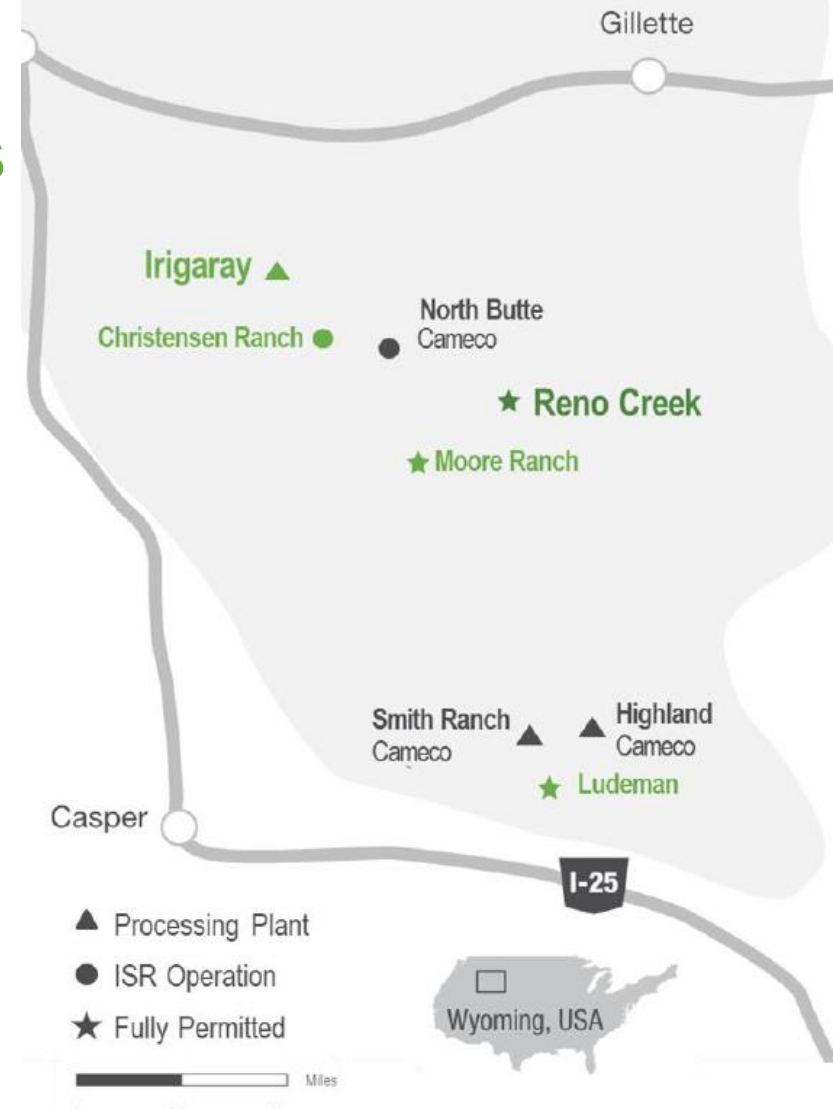 Gillette
Irigaray
North Butte
Cameco
Christensen Ranch
Reno Creek
Moore Ranch
Smith Ranch
Cameco
Highland
Cameco
Ludeman
Casper
I-25
Processing Plant
ISR Operation
Fully Permitted
Wyoming, USA
Miles